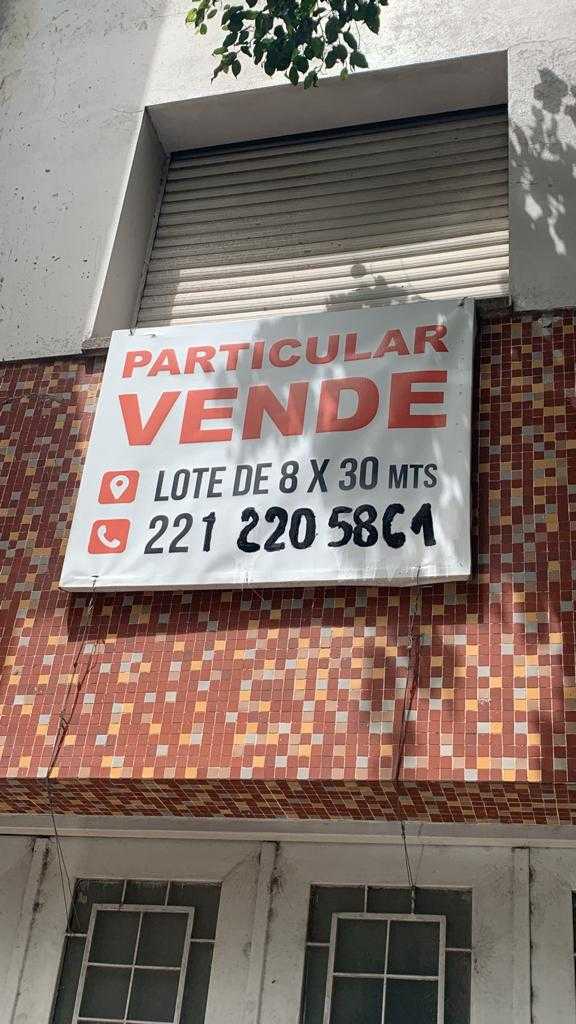 PARTICULAR
VENDE
LOTE DE 8 X 30 MTS
221 220 5861